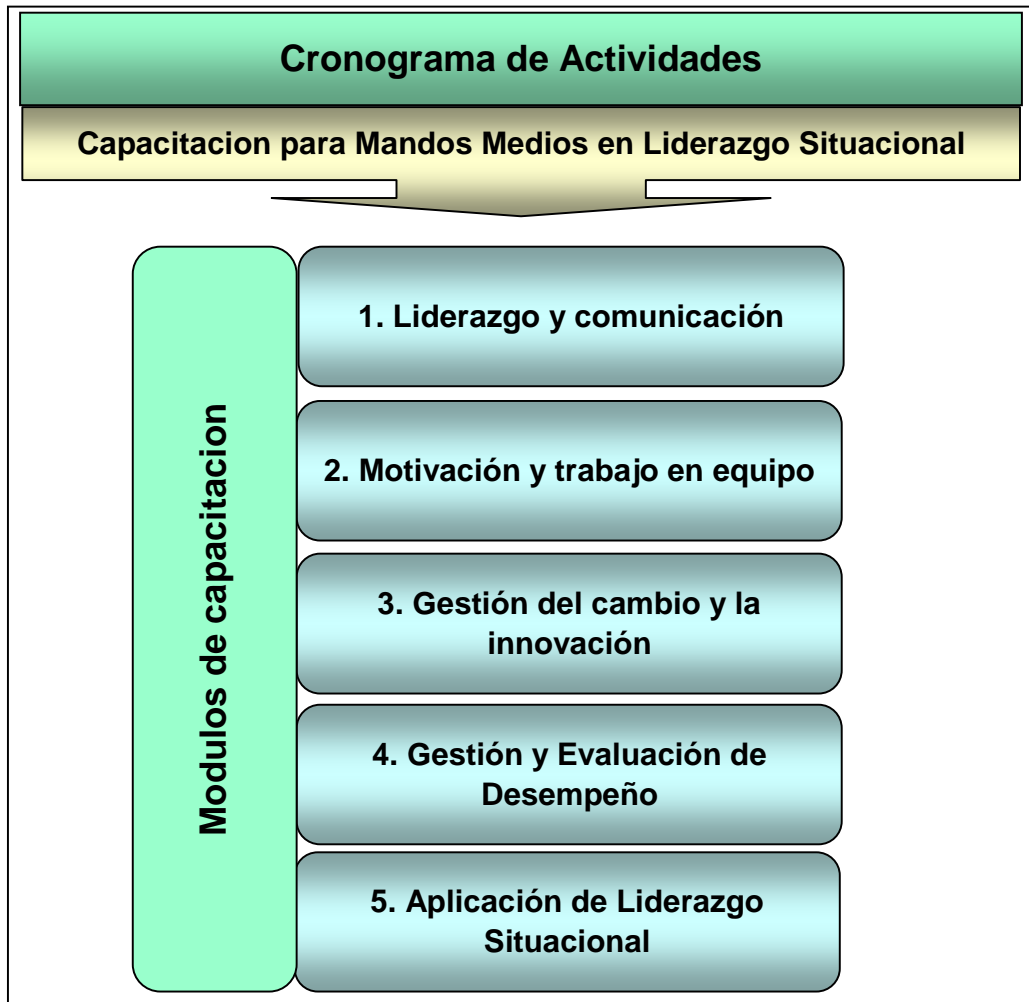 Cronograma de Actividades
Capacitacion para Mandos Medios en Liderazgo Situacional
Modulos de capacitacion
1. Liderazgo y comunicación
2. Motivación y trabajo en equipo
3. Gestión del cambio y la
innovación
4. Gestión y Evaluación de
Desempeño
5. Aplicación de Liderazgo
Situacional